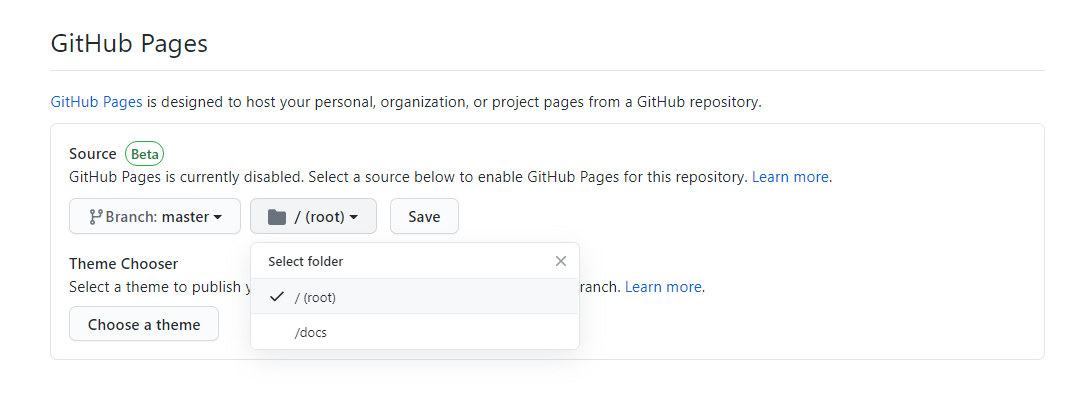 GitHub Pages
GitHub Pages is designed to host your personal, organization, or project pages from a GitHub repository.
Source Beta
GitHub Pages is currently disabled. Select a source below to enable GitHub Pages for this repository. Learn more.
Branch: master / (root) Save
Select folder
Theme Chooser
Select a theme to publish ranch. Learn more.
/ (root)
Choose a theme
/docs